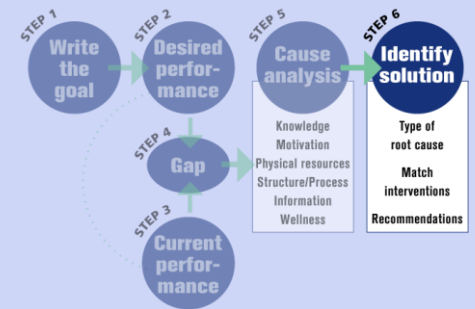 STEP 1
Write
the
goal
STEP 2
Desired
perfor-
mance
STEP 4
Gap
STEP 3
Current
perfor-
mance
STEP 5
Cause
analysis
Knowledge
Motivation
Physical resources
Structure/Process
Information
Wellness
STEP 6
Identify
solution
Type of
root cause
Match
interventions
Recommendations